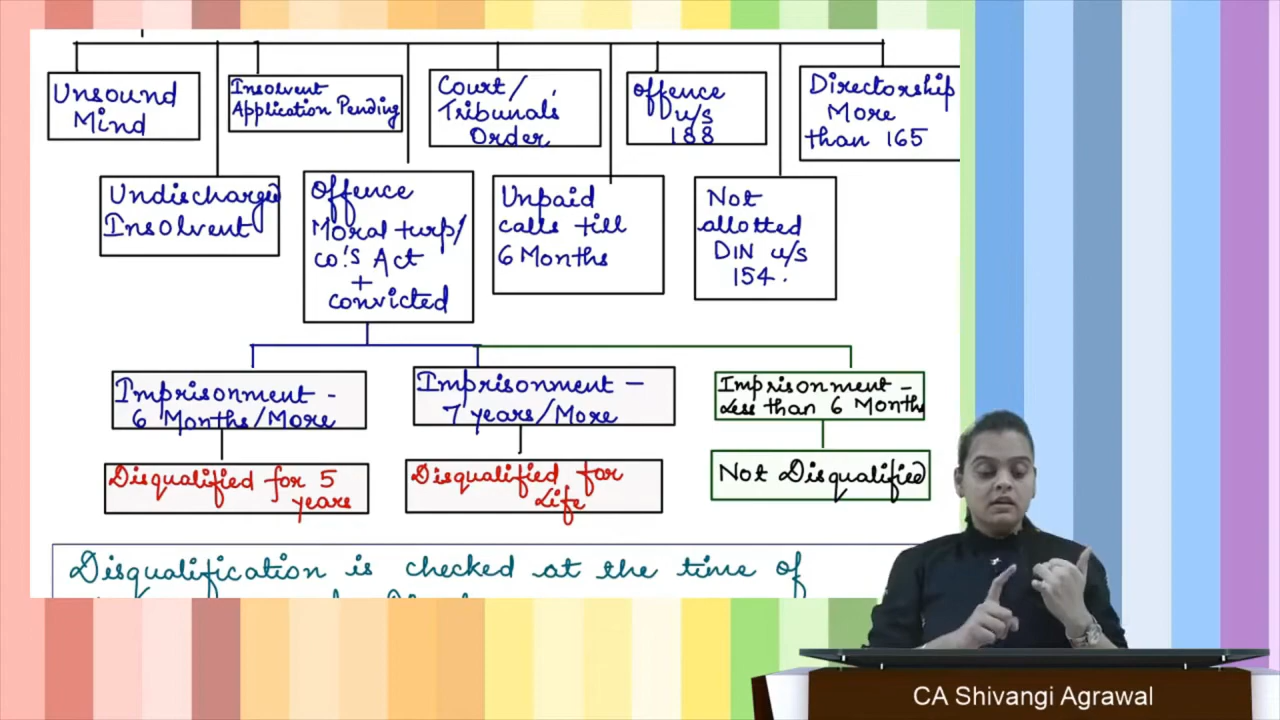 Unsound
Mind
Insolvent
Application Pending
Court/
Tribunal's
Order
Offence
u/s
188
Directorship
More
than 165
Undischarged
Insolvent
Offence
Moral turp/
co.'s Act
+
convicted
Unpaid
calls till
6 Months
Not
allotted
DIN u/s
154.
Imprisonment -
6 Months/More
Imprisonment -
7 years/More
Imprisonment -
Less than 6 Months
Disqualified for 5
years
Disqualified for
Life
Not Disqualified
Disqualification is checked at the time of
CA Shivangi Agrawal